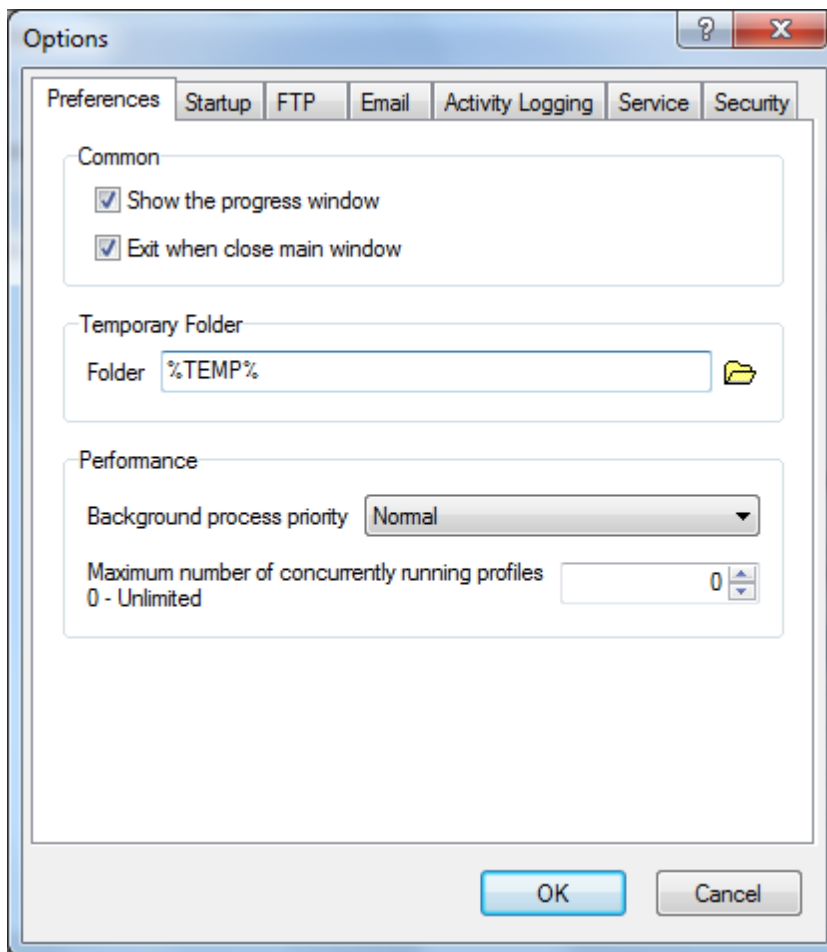 Options
?
Preferences Startup FTP Email Activity Logging Service Security
Common
Show the progress window
Exit when close main window
Temporary Folder
Folder %TEMP%
Performance
Background process priority Normal
Maximum number of concurrently running profiles 0
0 - Unlimited
OK Cancel